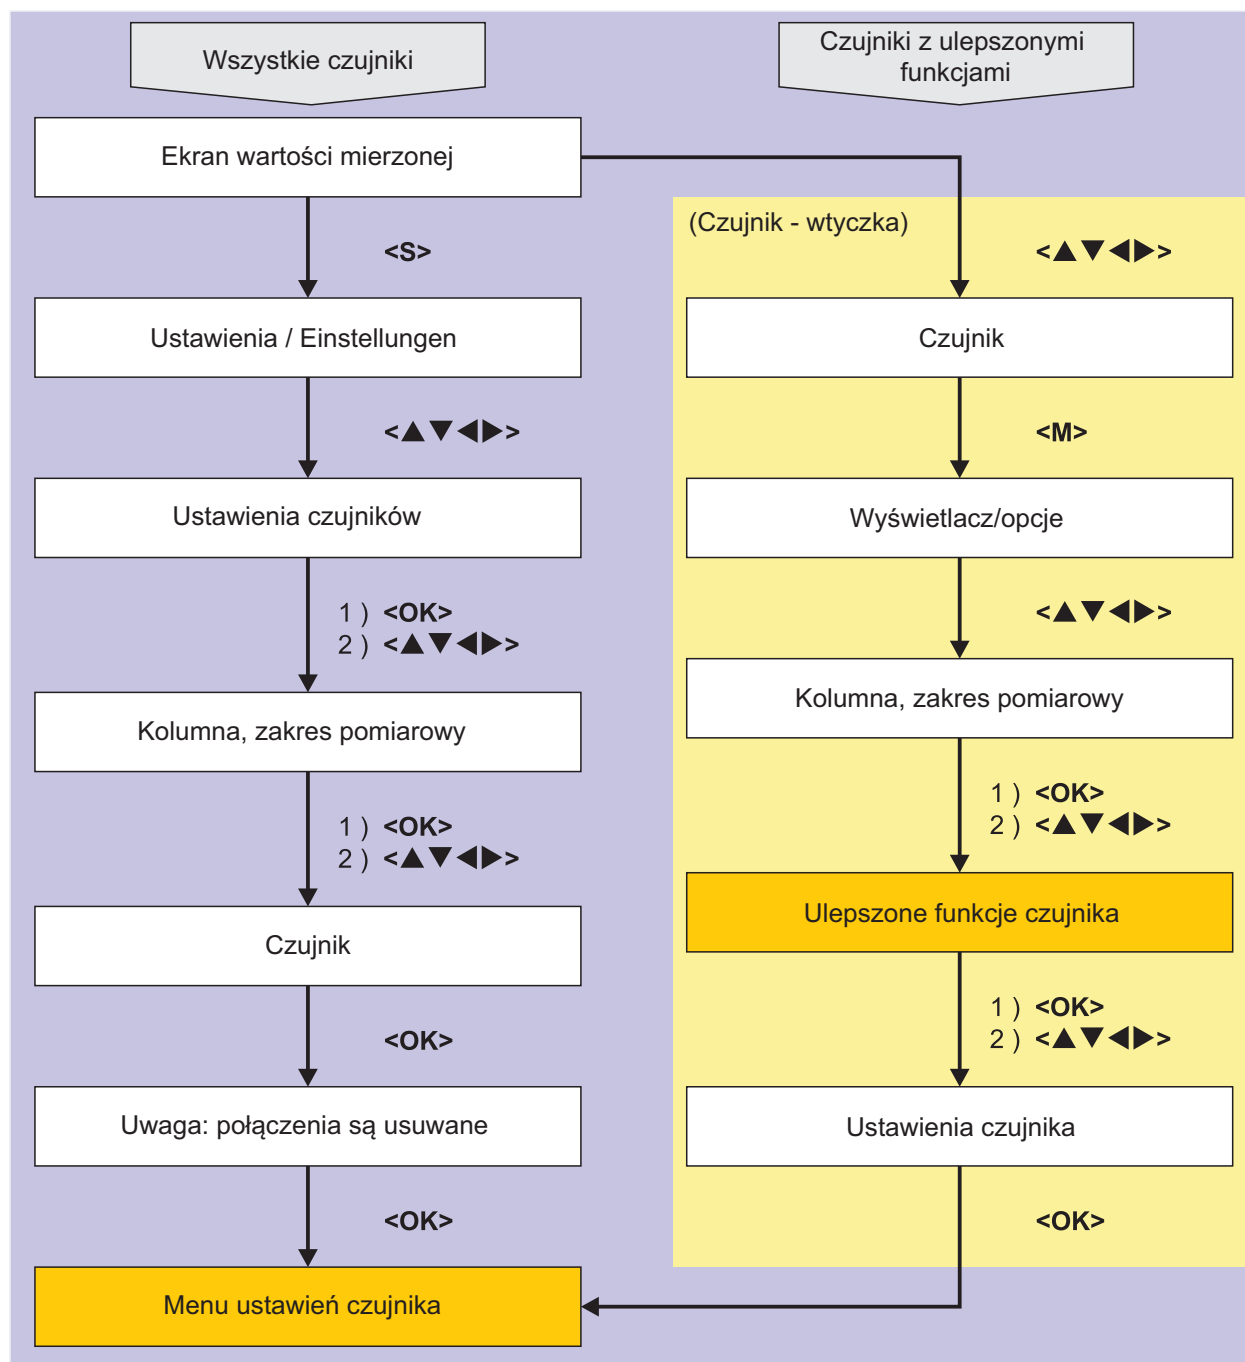 Wszystkie czujniki
Ekran wartości mierzonej
<S>
Ustawienia / Einstellungen
<▲▼◀▶>
Ustawienia czujników
1 ) <OK>
2 ) <▲▼◀▶>
Kolumna, zakres pomiarowy
1 ) <OK>
2 ) <▲▼◀▶>
Czujnik
<OK>
Uwaga: połączenia są usuwane
<OK>
Menu ustawień czujnika
Czujniki z ulepszonymi
funkcjami
(Czujnik - wtyczka)
<▲▼◀▶>
Czujnik
<M>
Wyświetlacz/opcje
<▲▼◀▶>
Kolumna, zakres pomiarowy
1 ) <OK>
2 ) <▲▼◀▶>
Ulepszone funkcje czujnika
1 ) <OK>
2 ) <▲▼◀▶>
Ustawienia czujnika
<OK>